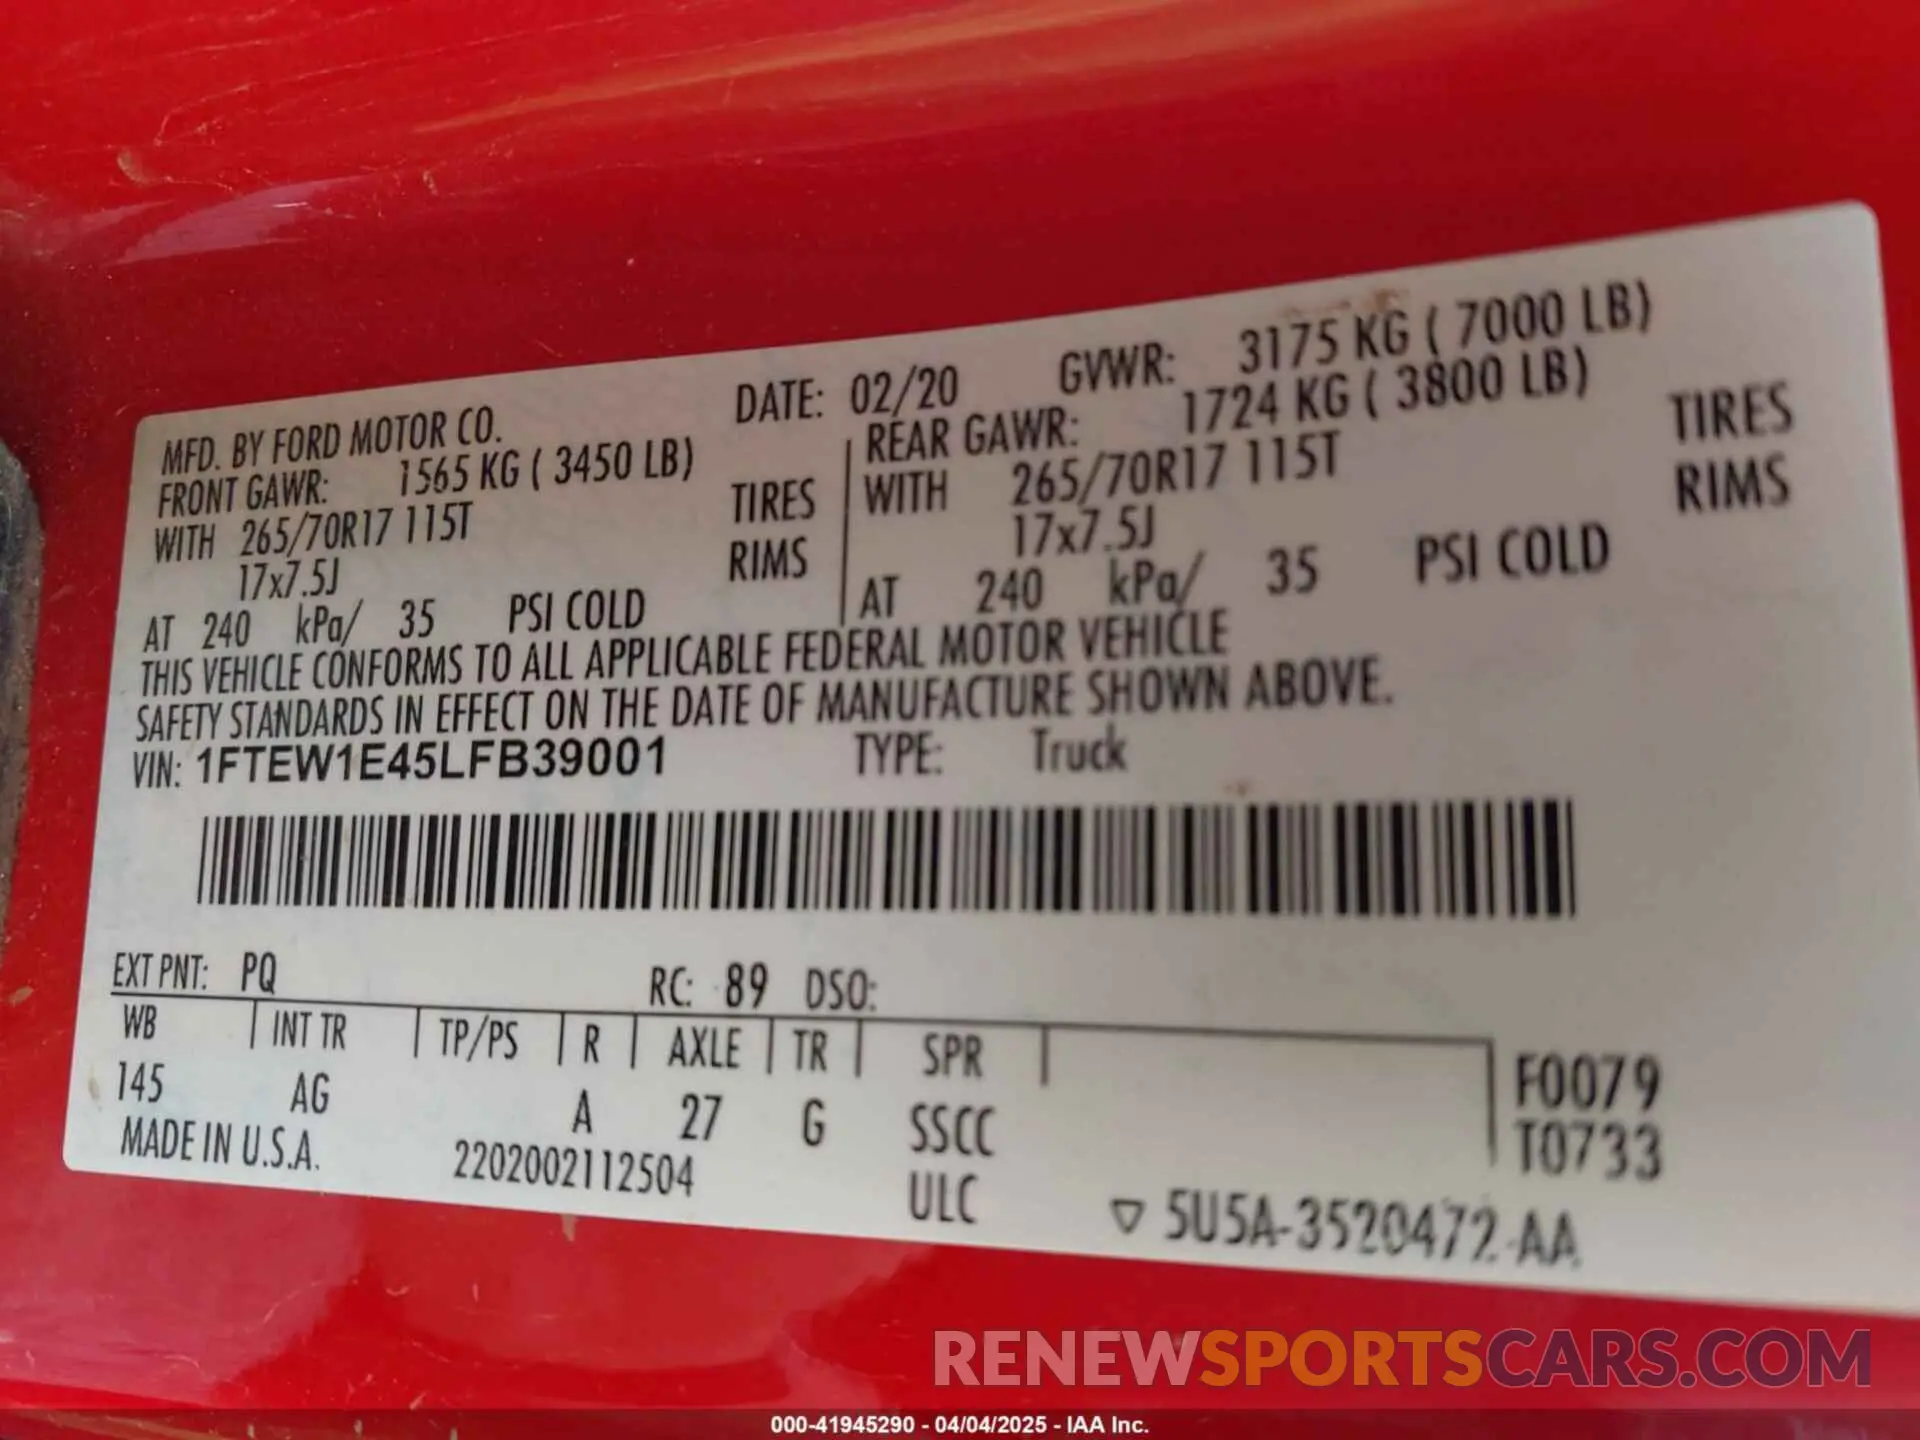 MFD. BY FORD MOTOR CO. DATE: 02/20 GVWR: 3175 KG ( 7000 LB)
FRONT GAWR: 1565 KG ( 3450 LB) REAR GAWR: 1724 KG ( 3800 LB)
WITH 265/70R17 115T TIRES WITH 265/70R17 115T TIRES
17x7.5J RIMS 17x7.5J RIMS
AT 240 kPa/ 35 PSI COLD AT 240 kPa/ 35 PSI COLD
THIS VEHICLE CONFORMS TO ALL APPLICABLE FEDERAL MOTOR VEHICLE
SAFETY STANDARDS IN EFFECT ON THE DATE OF MANUFACTURE SHOWN ABOVE.
VIN: 1FTEW1E45LFB39001 TYPE: Truck
EXT PNT: PQ RC: 89 DSO:
WB INT TR TP/PS R AXLE TR SPR F0079
145 AG A 27 G SSCC T0733
MADE IN U.S.A. 2202002112504 ULC ▽ 5U5A-3520472-AA
RENEWSPORTSCARS.COM
000-41945290 - 04/04/2025 - IAA Inc.